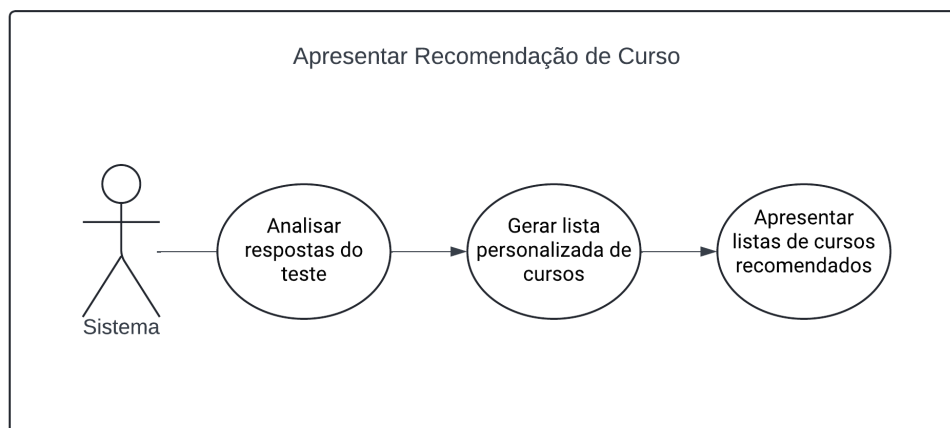 Apresentar Recomendação de Curso
Sistema
Analisar
respostas do
teste
Gerar lista
personalizada de
cursos
Apresentar
listas de cursos
recomendados